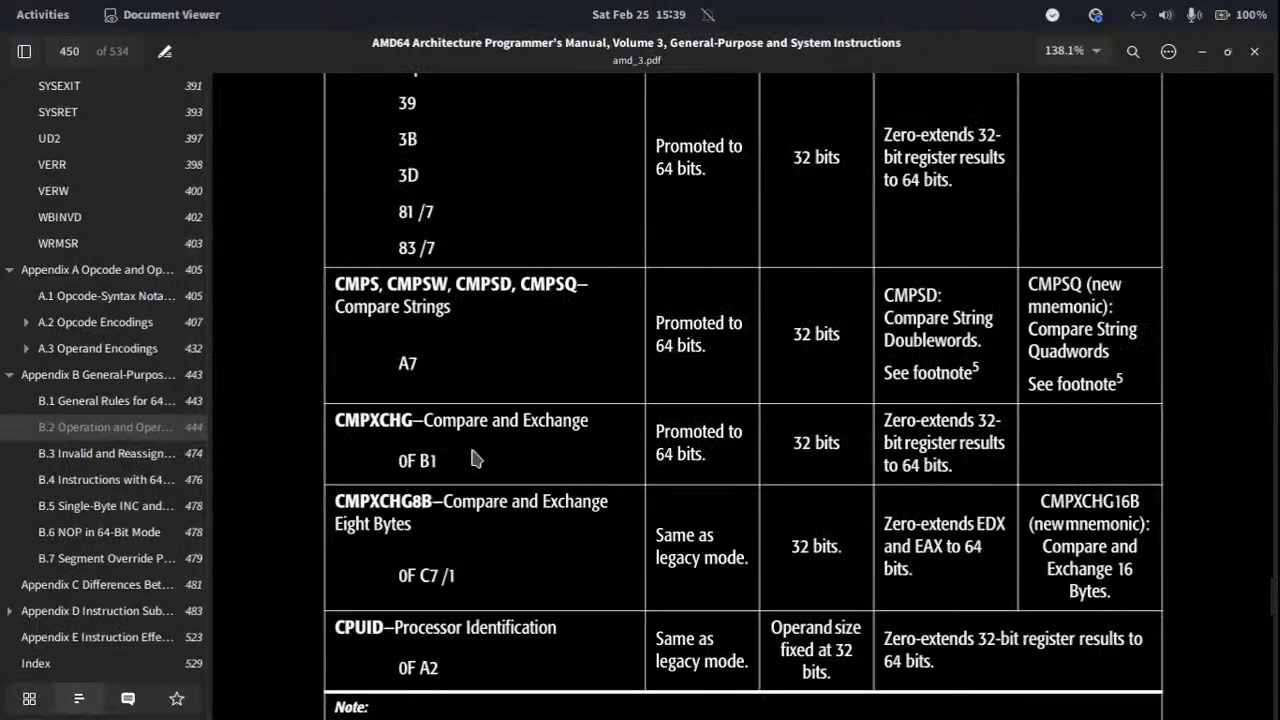 Activities
Document Viewer
Sat Feb 25 15:39
100%
450 of 534
AMD64 Architecture Programmer's Manual, Volume 3, General-Purpose and System Instructions
amd_3.pdf
138.1%
SYSEXIT 391
SYSRET 393
UD2 397
VERR 398
VERW 400
WBINVD 402
WRMSR 403
Appendix A Opcode and Op... 405
A.1 Opcode-Syntax Nota... 405
A.2 Opcode Encodings 407
A.3 Operand Encodings 432
Appendix B General-Purpos... 443
B.1 General Rules for 64... 443
B.2 Operation and Oper... 444
B.3 Invalid and Reassign... 474
B.4 Instructions with 64... 476
B.5 Single-Byte INC and... 478
B.6 NOP in 64-Bit Mode 478
B.7 Segment Override P... 479
Appendix C Differences Bet... 481
Appendix D Instruction Sub... 483
Appendix E Instruction Effe... 523
Index 529
39
3B
3D
81 /7
83 /7
Promoted to
64 bits.
32 bits
Zero-extends 32-
bit register results
to 64 bits.
CMPS, CMPSW, CMPSD, CMPSQ—
Compare Strings
A7
Promoted to
64 bits.
32 bits
CMPSD:
Compare String
Doublewords.
See footnote5
CMPSQ (new
mnemonic):
Compare String
Quadwords
See footnote5
CMPXCHG—Compare and Exchange
0F B1
Promoted to
64 bits.
32 bits
Zero-extends 32-
bit register results
to 64 bits.
CMPXCHG8B—Compare and Exchange
Eight Bytes
0F C7 /1
Same as
legacy mode.
32 bits.
Zero-extends EDX
and EAX to 64
bits.
CMPXCHG16B
(new mnemonic):
Compare and
Exchange 16
Bytes.
CPUID—Processor Identification
0F A2
Same as
legacy mode.
Operand size
fixed at 32
bits.
Zero-extends 32-bit register results to
64 bits.
Note: